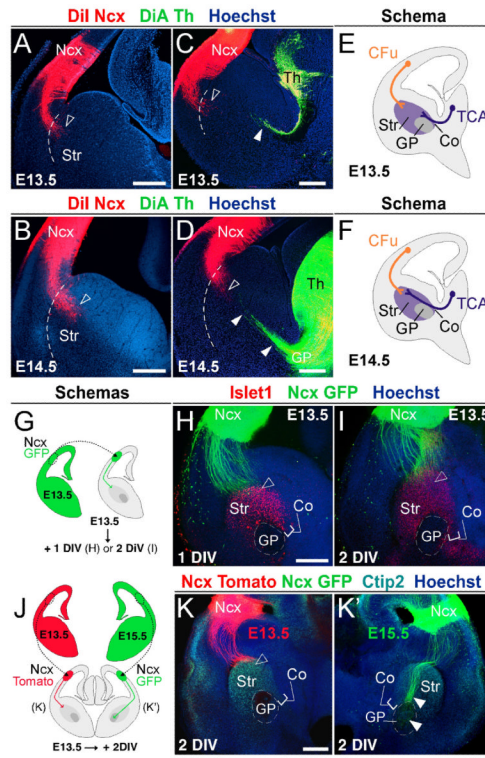 DiI Ncx DiA Th Hoechst
Schema
A
Ncx
Str
E13.5
C
Th
E13.5
E
CFu
Str
GP
TCA
Co
E13.5
DiI Ncx DiA Th Hoechst
Schema
B
Ncx
Str
E14.5
D
Ncx
Th
GP
E14.5
F
CFu
Str
GP
TCA
Co
E14.5
Schemas
Islet1 Ncx GFP Hoechst
G
Ncx
GFP
E13.5
E13.5
+ 1 DIV (H) or 2 DiV (I)
H
Ncx
E13.5
Str
Co
GP
1 DIV
I
Ncx
E13.5
Str
Co
GP
2 DIV
Ncx Tomato Ncx GFP Ctip2 Hoechst
J
E13.5
E15.5
Ncx
Tomato
Ncx
GFP
(K)
(K')
E13.5 → + 2DIV
K
Ncx
E13.5
Str
Co
GP
2 DIV
K'
Ncx
E15.5
Co
Str
GP
2 DIV